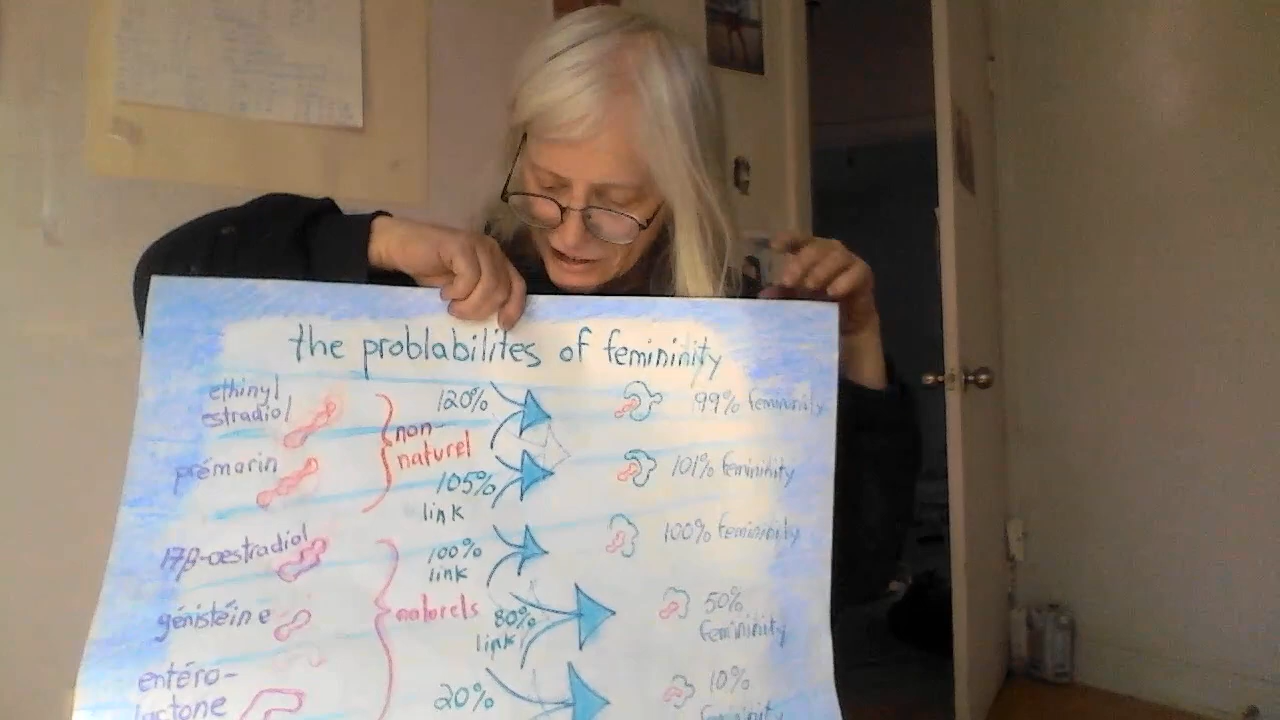 the problabilites of femininity
ethinyl
estradiol
120%
99% femininity
non-
naturel
prémarin
105%
link
101% femininity
17β-oestradiol
100%
link
100% femininity
naturels
génistéine
80%
link
50%
femininity
entéro-
lactone
20%
10%
femininity